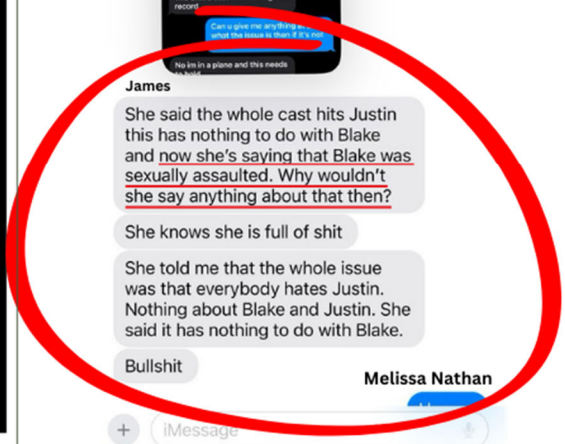 record
Can u give me anything
what the issue is then if it's not
No im in a plane and this needs
to hold
James
She said the whole cast hits Justin
this has nothing to do with Blake
and now she's saying that Blake was
sexually assaulted. Why wouldn't
she say anything about that then?
She knows she is full of shit
She told me that the whole issue
was that everybody hates Justin.
Nothing about Blake and Justin. She
said it has nothing to do with Blake.
Bullshit
Melissa Nathan
iMessage